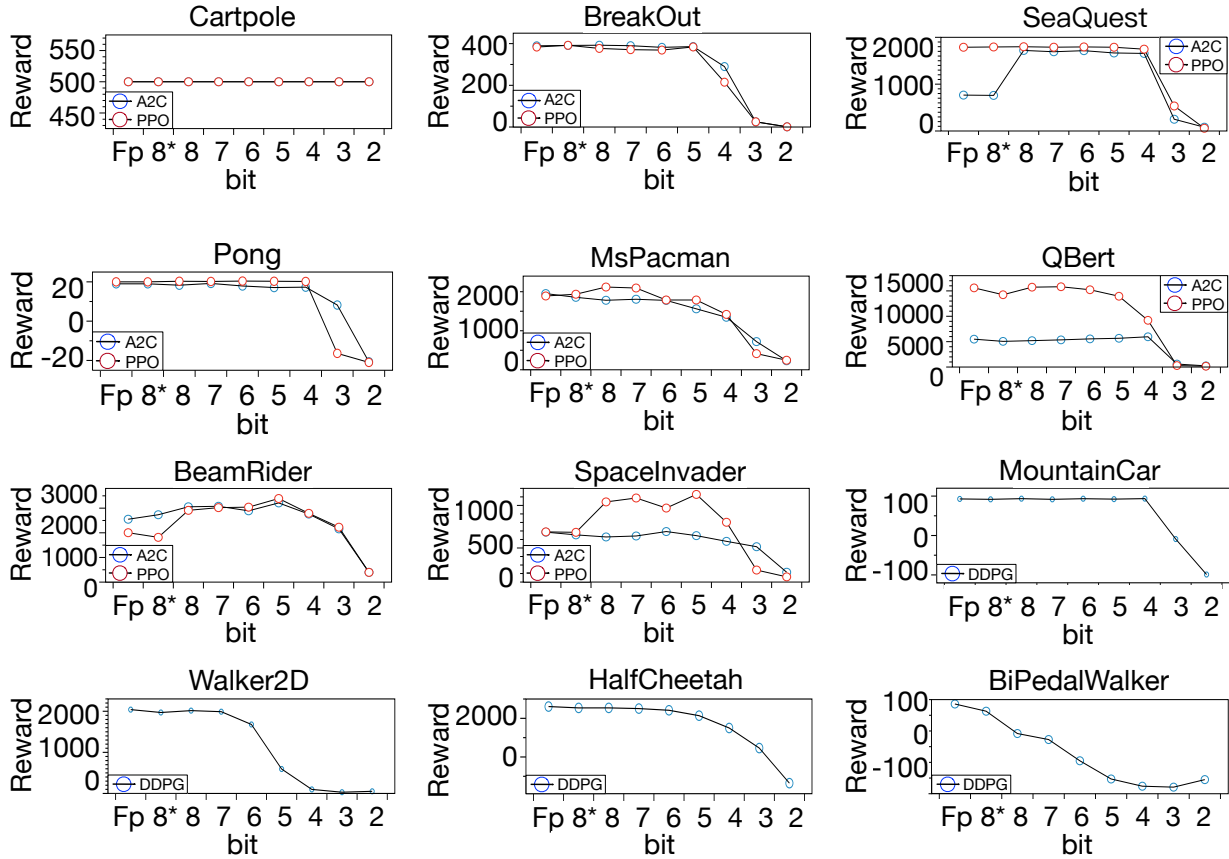 Cartpole
Reward
550
500
450
A2C
PPO
Fp 8* 8 7 6 5 4 3 2
bit
BreakOut
Reward
400
200
0
A2C
PPO
Fp 8* 8 7 6 5 4 3 2
bit
SeaQuest
Reward
2000
1000
0
A2C
PPO
Fp 8* 8 7 6 5 4 3 2
bit
Pong
Reward
20
0
-20
A2C
PPO
Fp 8* 8 7 6 5 4 3 2
bit
MsPacman
Reward
2000
1000
0
A2C
PPO
Fp 8* 8 7 6 5 4 3 2
bit
QBert
Reward
15000
10000
5000
0
A2C
PPO
Fp 8* 8 7 6 5 4 3 2
bit
BeamRider
Reward
3000
2000
1000
0
A2C
PPO
Fp 8* 8 7 6 5 4 3 2
bit
SpaceInvader
Reward
1000
500
0
A2C
PPO
Fp 8* 8 7 6 5 4 3 2
bit
MountainCar
Reward
100
0
-100
DDPG
Fp 8* 8 7 6 5 4 3 2
bit
Walker2D
Reward
2000
1000
0
DDPG
Fp 8* 8 7 6 5 4 3 2
bit
HalfCheetah
Reward
2000
0
DDPG
Fp 8* 8 7 6 5 4 3 2
bit
BiPedalWalker
Reward
100
0
-100
DDPG
Fp 8* 8 7 6 5 4 3 2
bit